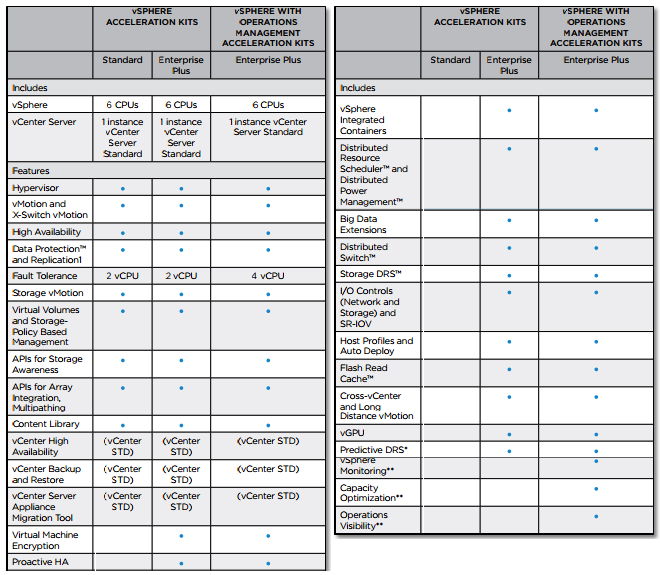 vSPHERE
ACCELERATION KITS
vSPHERE WITH
OPERATIONS
MANAGEMENT
ACCELERATION KITS
Standard
Enterprise
Plus
Enterprise Plus
Includes
vSphere
6 CPUs
6 CPUs
6 CPUs
vCenter Server
1 instance
vCenter
Server
Standard
1 instance
vCenter
Server
Standard
1 instance vCenter
Server Standard
Features
Hypervisor
•
•
•
vMotion and
X-Switch vMotion
•
•
•
High Availability
•
•
•
Data Protection™
and Replication1
•
•
•
Fault Tolerance
2 vCPU
2 vCPU
4 vCPU
Storage vMotion
•
•
•
Virtual Volumes
and Storage-
Policy Based
Management
•
•
•
APIs for Storage
Awareness
•
•
•
APIs for Array
Integration,
Multipathing
•
•
•
Content Library
•
•
•
vCenter High
Availability
(vCenter
STD)
(vCenter
STD)
(vCenter STD)
vCenter Backup
and Restore
(vCenter
STD)
(vCenter
STD)
(vCenter STD)
vCenter Server
Appliance
Migration Tool
(vCenter
STD)
(vCenter
STD)
(vCenter STD)
Virtual Machine
Encryption
•
•
Proactive HA
•
•
vSPHERE
ACCELERATION KITS
vSPHERE WITH
OPERATIONS
MANAGEMENT
ACCELERATION KITS
Standard
Enterprise
Plus
Enterprise Plus
Includes
vSphere
Integrated
Containers
•
•
Distributed
Resource
Scheduler™ and
Distributed
Power
Management™
•
•
Big Data
Extensions
•
•
Distributed
Switch™
•
•
Storage DRS™
•
•
I/O Controls
(Network and
Storage) and
SR-IOV
•
•
Host Profiles and
Auto Deploy
•
•
Flash Read
Cache™
•
•
Cross-vCenter
and Long
Distance vMotion
•
•
vGPU
•
•
Predictive DRS*
•
•
vSphere
Monitoring**
•
Capacity
Optimization**
•
Operations
Visibility**
•